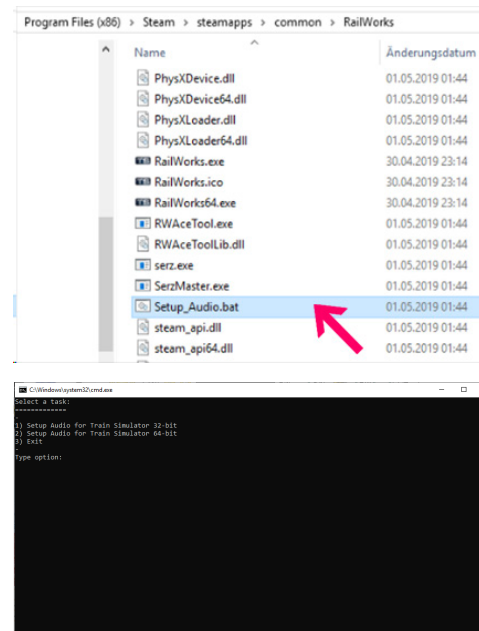 Program Files (x86) > Steam > steamapps > common > RailWorks
Name Änderungsdatum
PhysXDevice.dll 01.05.2019 01:44
PhysXDevice64.dll 01.05.2019 01:44
PhysXLoader.dll 01.05.2019 01:44
PhysXLoader64.dll 01.05.2019 01:44
RailWorks.exe 30.04.2019 23:14
RailWorks.ico 30.04.2019 23:14
RailWorks64.exe 30.04.2019 23:14
RWAceTool.exe 01.05.2019 01:44
RWAceToolLib.dll 01.05.2019 01:44
serz.exe 01.05.2019 01:44
SerzMaster.exe 01.05.2019 01:44
Setup_Audio.bat 01.05.2019 01:44
steam_api.dll 01.05.2019 01:44
steam_api64.dll 01.05.2019 01:44
C:\Windows\system32\cmd.exe
Select a task:
=============
-
1) Setup Audio for Train Simulator 32-bit
2) Setup Audio for Train Simulator 64-bit
3) Exit
-
Type option: